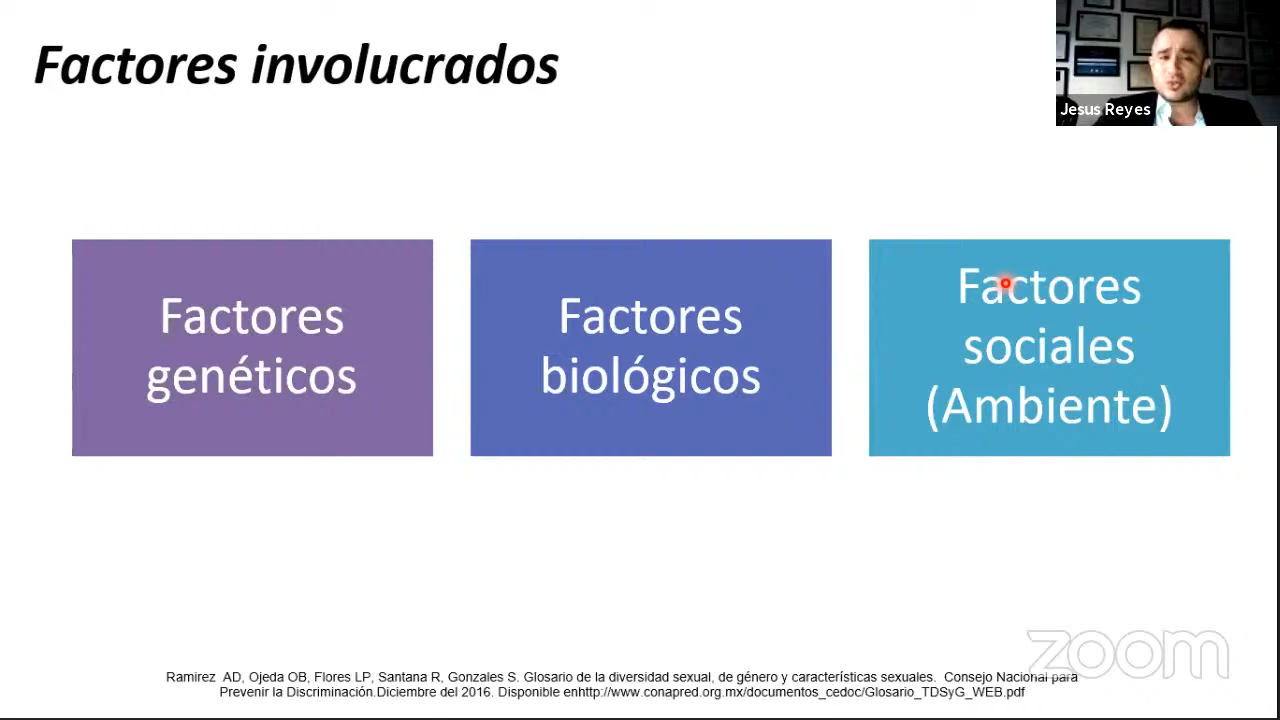 Factores involucrados
Jesus Reyes
Factores
genéticos
Factores
biológicos
Factores
sociales
(Ambiente)
zoom
Ramirez  AD, Ojeda OB, Flores LP, Santana R, Gonzales S. Glosario de la diversidad sexual, de género y características sexuales.  Consejo Nacional para
Prevenir la Discriminación.Diciembre del 2016. Disponible enhttp://www.conapred.org.mx/documentos_cedoc/Glosario_TDSyG_WEB.pdf